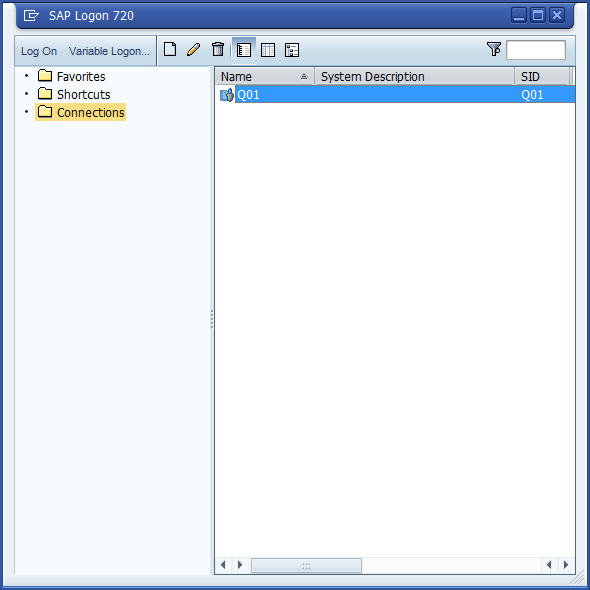 SAP Logon 720
Log On Variable Logon...
Favorites
Shortcuts
Connections
Name System Description SID
Q01 Q01